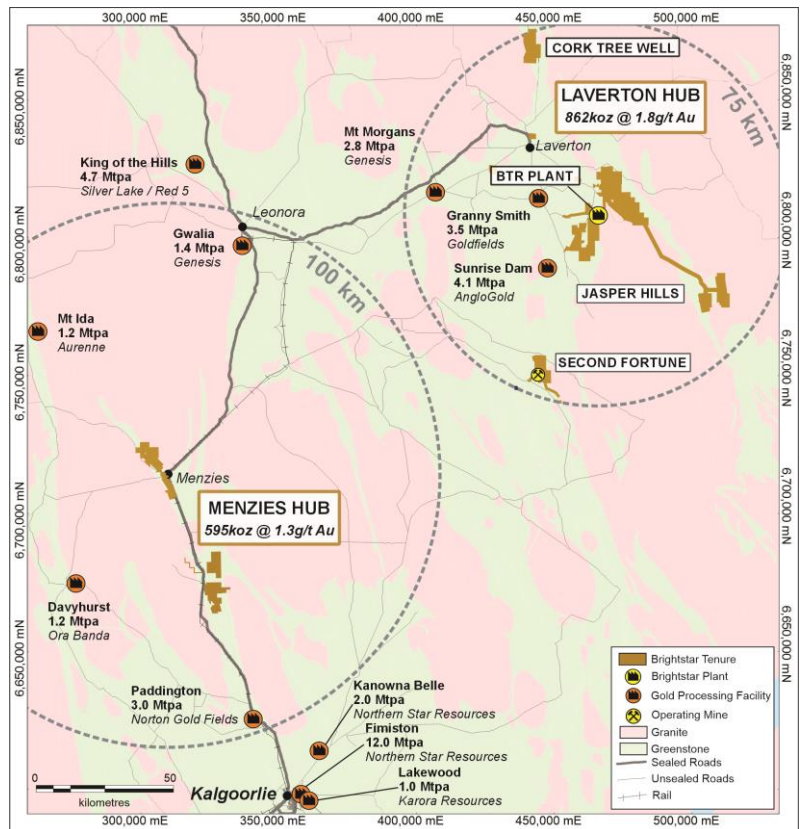 300,000 mE
350,000 mE
400,000 mE
450,000 mE
500,000 mE
6,850,000 mN
6,800,000 mN
6,750,000 mN
6,700,000 mN
6,650,000 mN
6,850,000 mN
6,800,000 mN
6,750,000 mN
6,700,000 mN
6,650,000 mN
CORK TREE WELL
LAVERTON HUB
862koz @ 1.8g/t Au
75 km
Mt Morgans
2.8 Mtpa
Genesis
Laverton
King of the Hills
4.7 Mtpa
Silver Lake / Red 5
BTR PLANT
Leonora
Granny Smith
3.5 Mtpa
Goldfields
Gwalia
1.4 Mtpa
Genesis
Sunrise Dam
4.1 Mtpa
AngloGold
100 km
JASPER HILLS
Mt Ida
1.2 Mtpa
Aurenne
SECOND FORTUNE
Menzies
MENZIES HUB
595koz @ 1.3g/t Au
Davyhurst
1.2 Mtpa
Ora Banda
Paddington
3.0 Mtpa
Norton Gold Fields
Kanowna Belle
2.0 Mtpa
Northern Star Resources
Fimiston
12.0 Mtpa
Northern Star Resources
Lakewood
1.0 Mtpa
Karora Resources
Kalgoorlie
0
50
kilometres
Brightstar Tenure
Brightstar Plant
Gold Processing Facility
Operating Mine
Granite
Greenstone
Sealed Roads
Unsealed Roads
Rail
300,000 mE
350,000 mE
400,000 mE
450,000 mE
500,000 mE